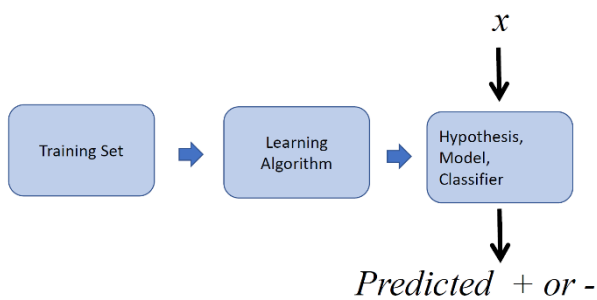 x
Training Set
Learning
Algorithm
Hypothesis,
Model,
Classifier
Predicted + or -